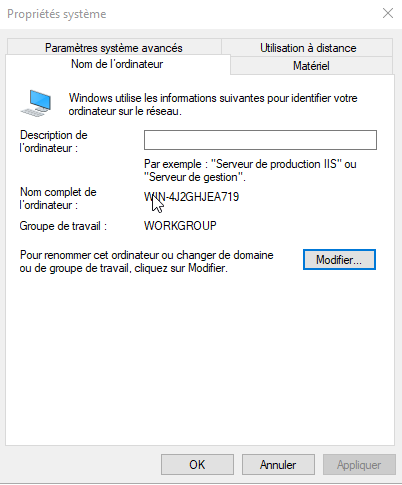 Propriétés système
Paramètres système avancés
Utilisation à distance
Nom de l'ordinateur
Matériel
Windows utilise les informations suivantes pour identifier votre
ordinateur sur le réseau.
Description de
l'ordinateur :
Par exemple : "Serveur de production IIS" ou
"Serveur de gestion".
Nom complet de
l'ordinateur :
WIN-4J2GHJEA719
Groupe de travail :
WORKGROUP
Pour renommer cet ordinateur ou changer de domaine
ou de groupe de travail, cliquez sur Modifier.
Modifier...
OK
Annuler
Appliquer